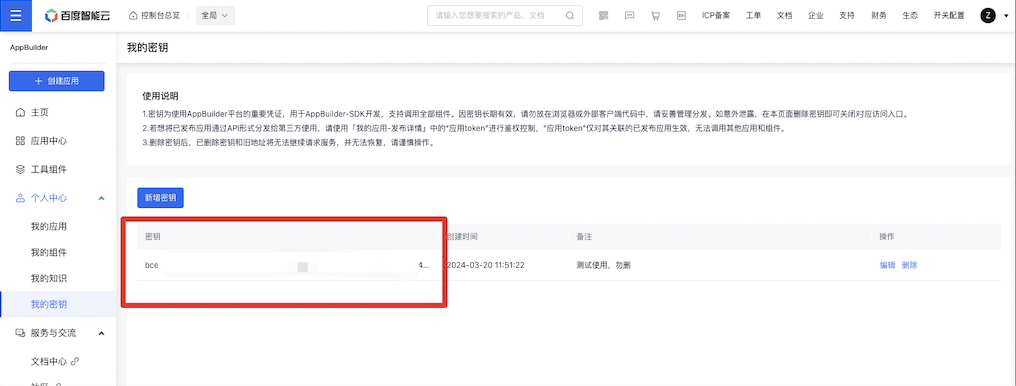 百度智能云 控制台总览 全局 请输入您想要搜索的产品、文档 ICP备案 工单 文档 企业 支持 财务 生态 开关配置 Z
AppBuilder
我的密钥
+ 创建应用
主页
应用中心
工具组件
个人中心
我的应用
我的组件
我的知识
我的密钥
服务与交流
文档中心
社区
使用说明
1.密钥为使用AppBuilder平台的重要凭证，用于AppBuilder-SDK开发，支持调用全部组件。因密钥长期有效，请勿放在浏览器或外部客户端代码中，请妥善管理分发。如意外泄露，在本页面删除密钥即可关闭对应访问入口。
2.若想将已发布应用通过API形式分发给第三方使用，请使用「我的应用-发布详情」中的"应用token"进行鉴权控制，"应用token"仅对其关联的已发布应用生效，无法调用其他应用和组件。
3.删除密钥后，已删除密钥和旧地址将无法继续请求服务，并无法恢复，请谨慎操作。
新增密钥
密钥 创建时间 备注 操作
bce 4... 2024-03-20 11:51:22 测试使用，勿删 编辑 删除